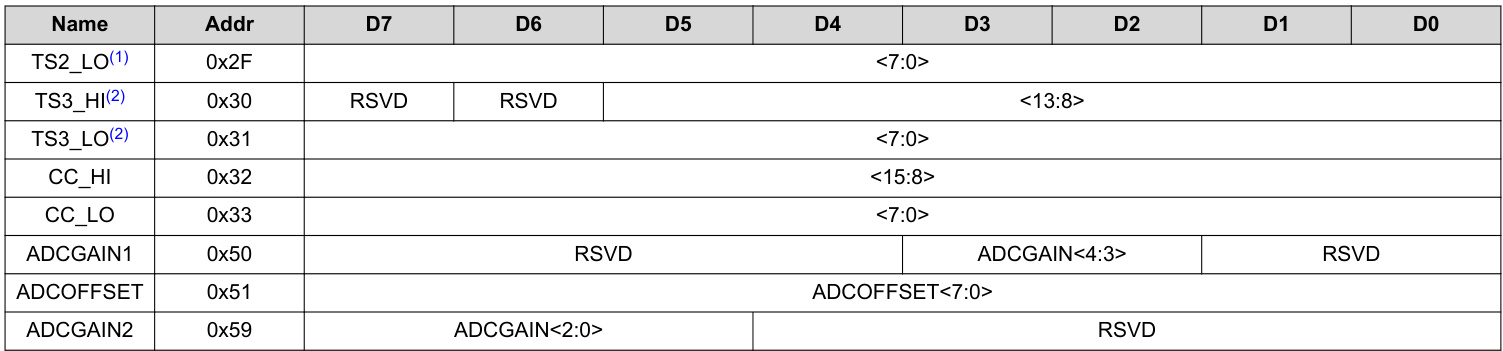 Name Addr D7 D6 D5 D4 D3 D2 D1 D0
TS2_LO(1) 0x2F <7:0>
TS3_HI(2) 0x30 RSVD RSVD <13:8>
TS3_LO(2) 0x31 <7:0>
CC_HI 0x32 <15:8>
CC_LO 0x33 <7:0>
ADCGAIN1 0x50 RSVD ADCGAIN<4:3> RSVD
ADCOFFSET 0x51 ADCOFFSET<7:0>
ADCGAIN2 0x59 ADCGAIN<2:0> RSVD